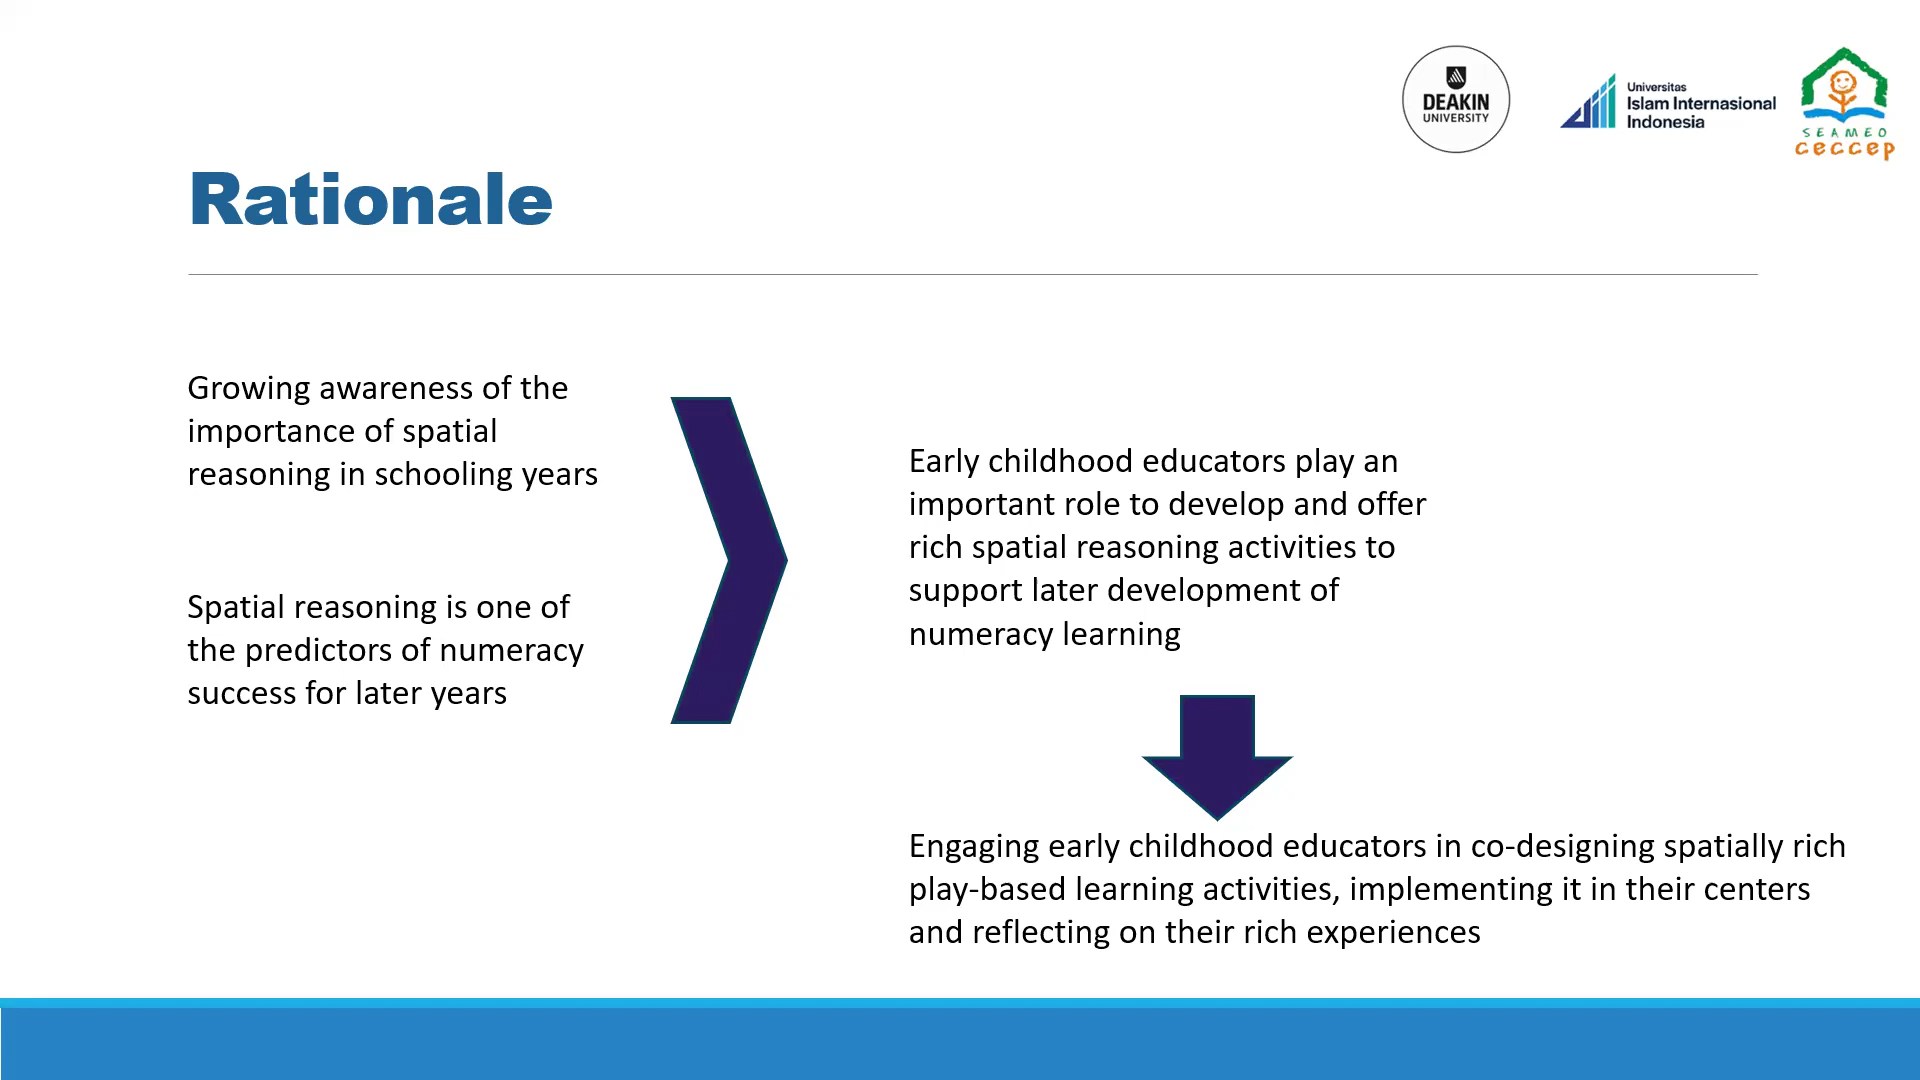 DEAKIN
UNIVERSITY
Universitas
Islam Internasional
Indonesia
SEAMEO
CECCEP
Rationale
Growing awareness of the
importance of spatial
reasoning in schooling years
Spatial reasoning is one of
the predictors of numeracy
success for later years
Early childhood educators play an
important role to develop and offer
rich spatial reasoning activities to
support later development of
numeracy learning
Engaging early childhood educators in co-designing spatially rich
play-based learning activities, implementing it in their centers
and reflecting on their rich experiences